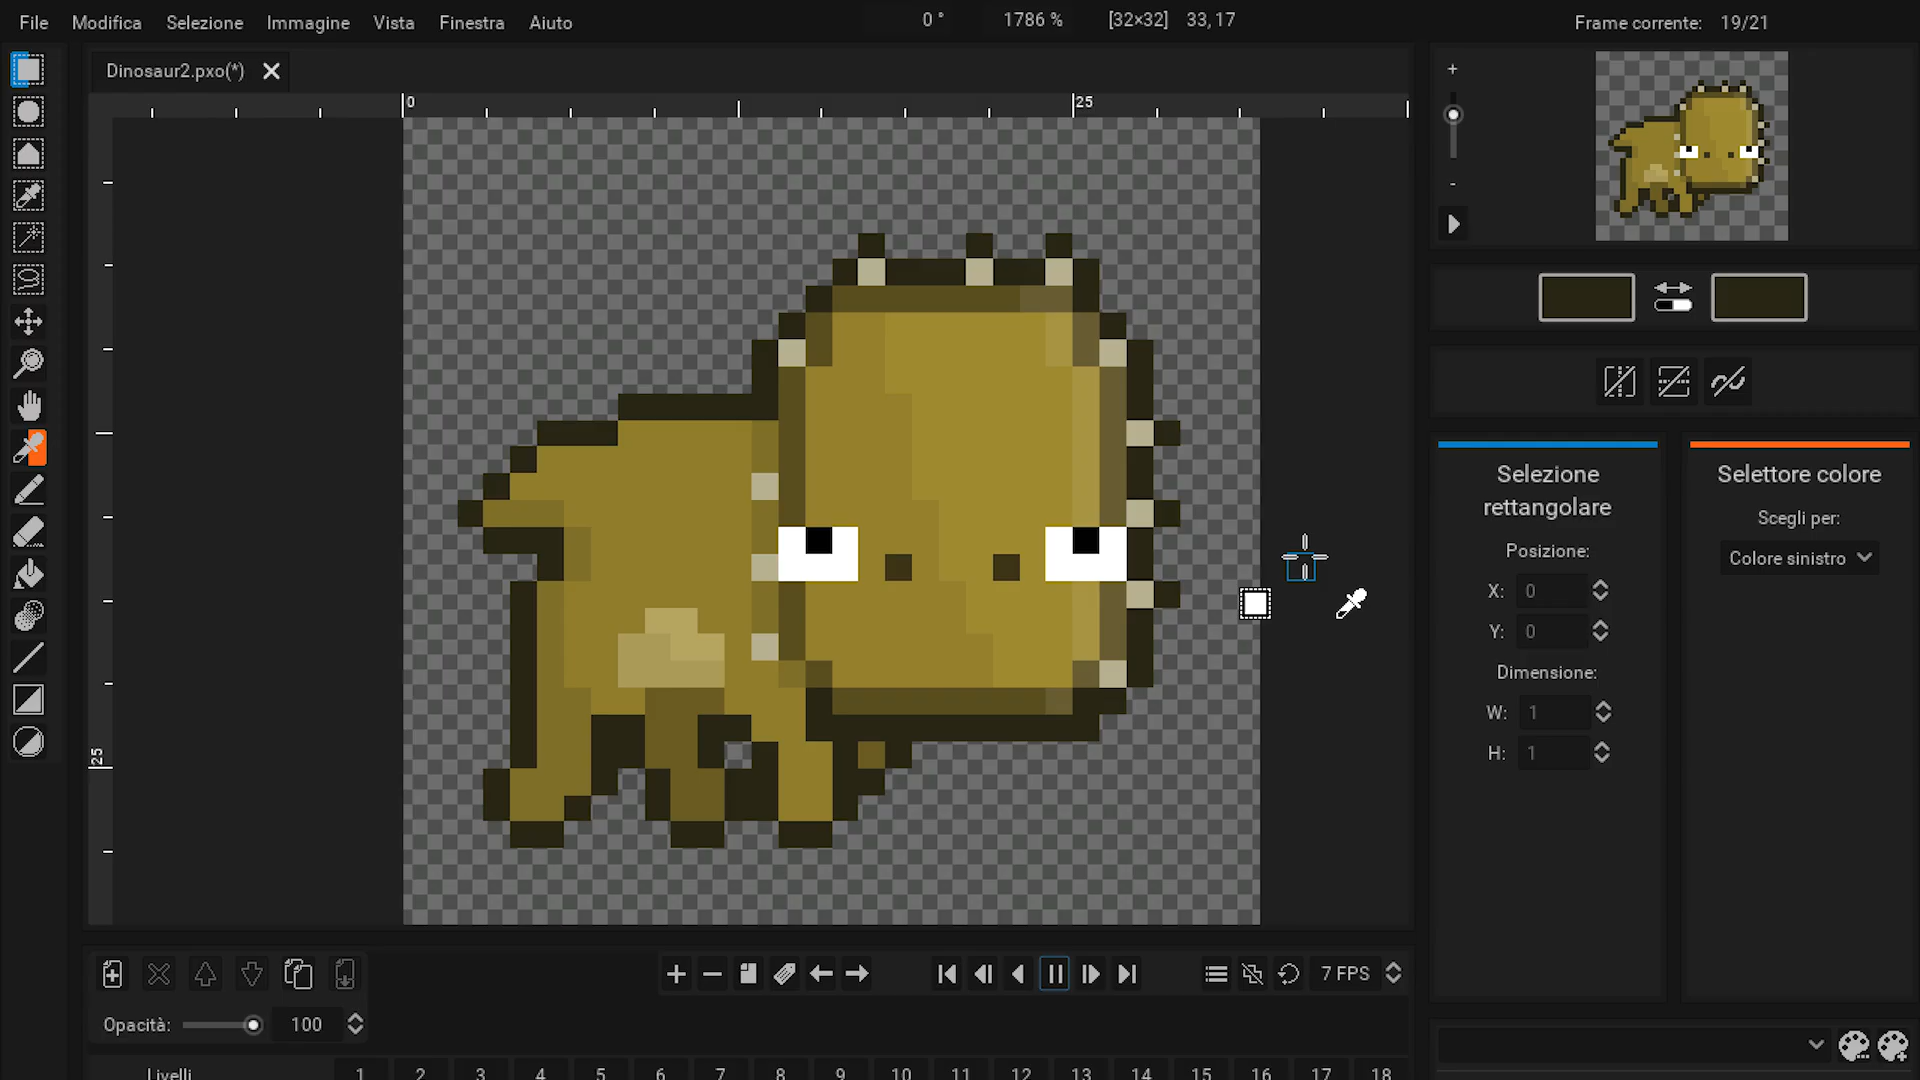 File Modifica Selezione Immagine Vista Finestra Aiuto
0 ° 1786 % [32×32] 33,17
Frame corrente: 19/21
Dinosaur2.pxo(*)
0 25
25
+
-
Selezione rettangolare
Posizione:
X: 0
Y: 0
Dimensione:
W: 1
H: 1
Selettore colore
Scegli per:
Colore sinistro
7 FPS
Opacità: 100
Livelli 1 2 3 4 5 6 7 8 9 10 11 12 13 14 15 16 17 18